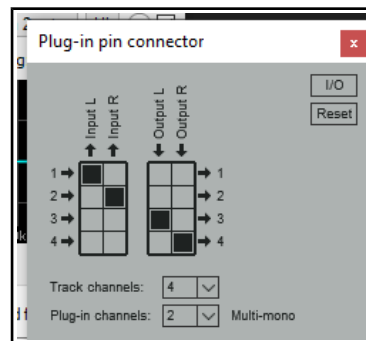 Plug-in pin connector
x
I/O
Reset
Input L
Input R
Output L
Output R
1 1
2 2
3 3
4 4
Track channels: 4
Plug-in channels: 2 Multi-mono